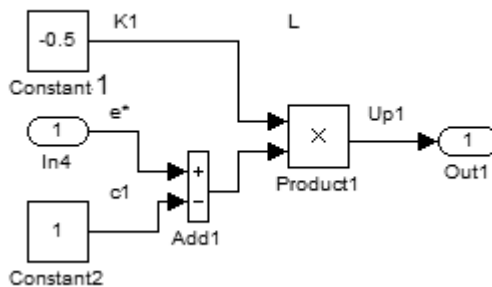 K1
L
-0.5
Constant 1
e*
1
In4
+
−
×
Up1
1
Product1
Out1
c1
1
Add1
Constant2